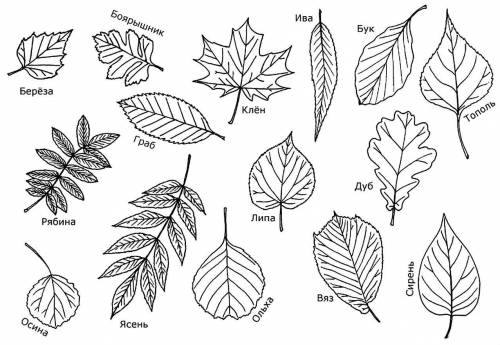 Боярышник
Ива
Бук
Берёза
Клён
Тополь
Граб
Дуб
Рябина
Липа
Сирень
Вяз
Осина
Ясень
Ольха